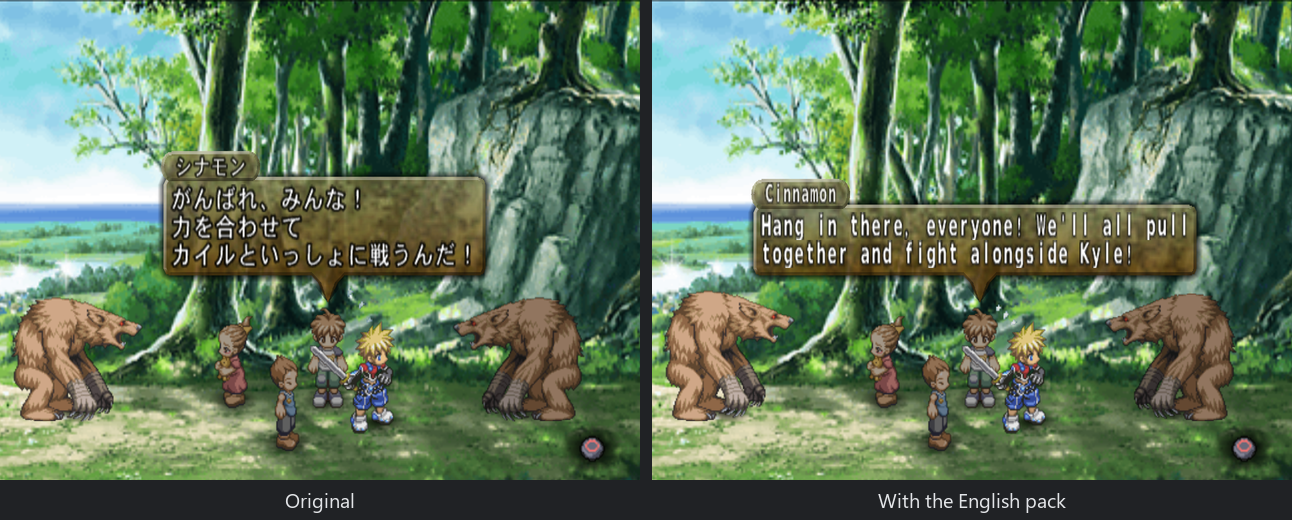 シナモン
がんばれ、みんな！
力を合わせて
カイルといっしょに戦うんだ！
Cinnamon
Hang in there, everyone! We'll all pull
together and fight alongside Kyle!
Original
With the English pack